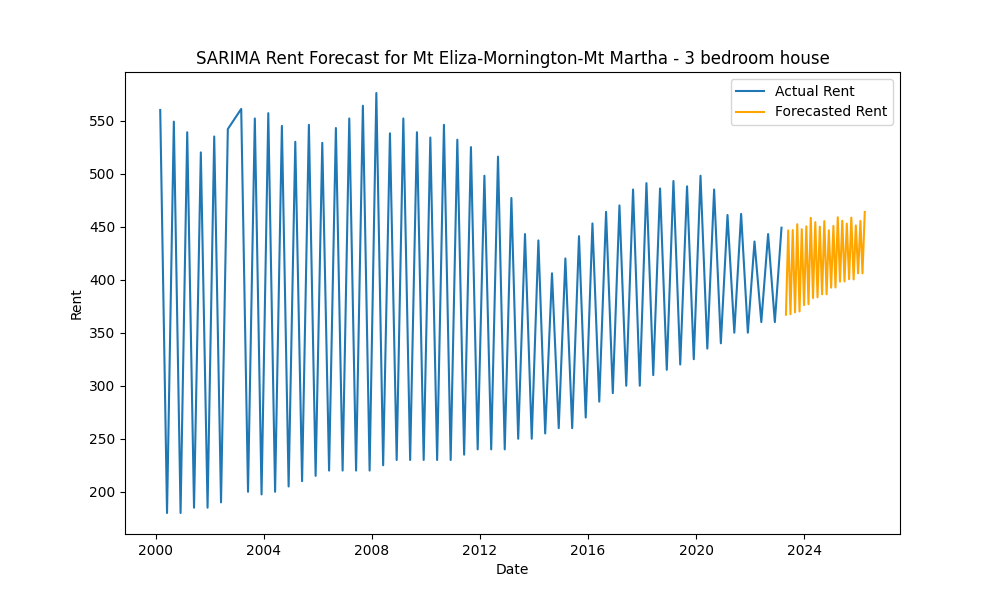 SARIMA Rent Forecast for Mt Eliza-Mornington-Mt Martha - 3 bedroom house
Actual Rent
Forecasted Rent
550
500
450
400
350
300
250
200
Rent
2000 2004 2008 2012 2016 2020 2024
Date